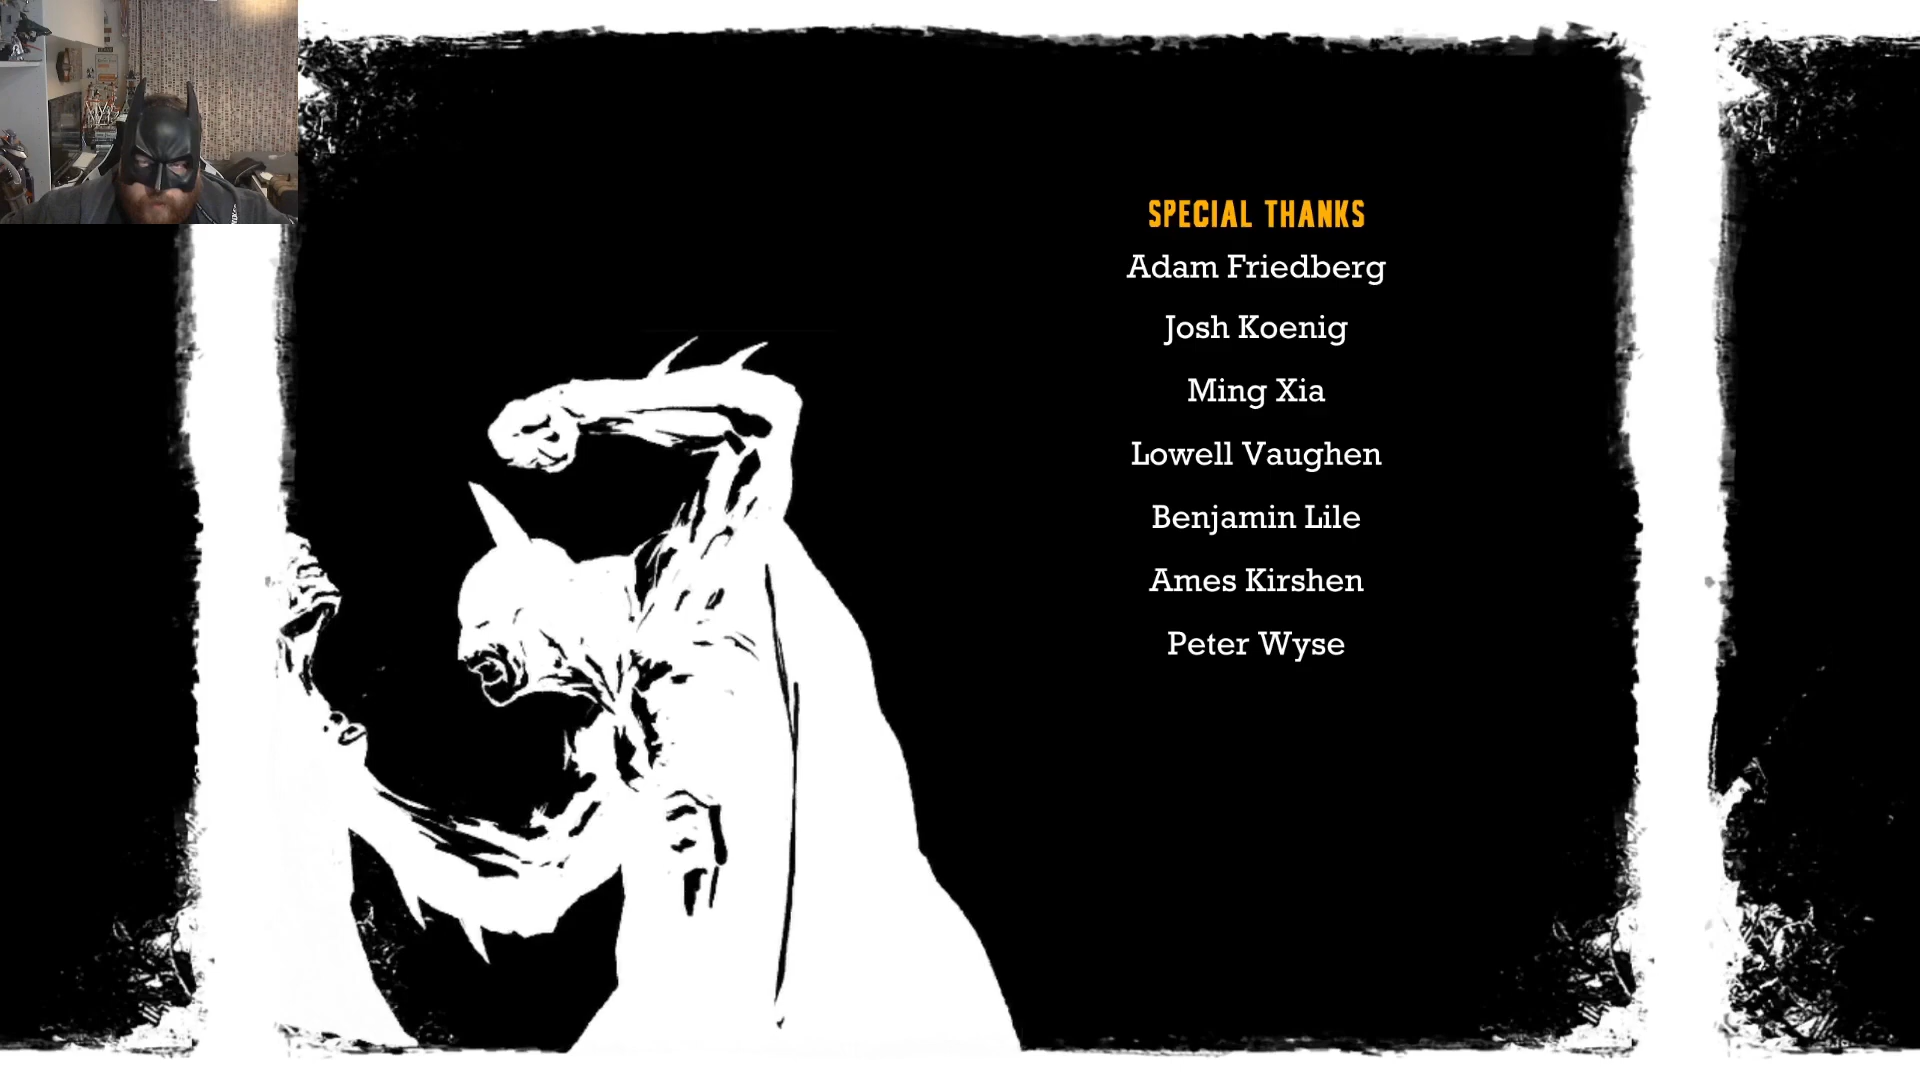 SPECIAL THANKS
Adam Friedberg
Josh Koenig
Ming Xia
Lowell Vaughen
Benjamin Lile
Ames Kirshen
Peter Wyse